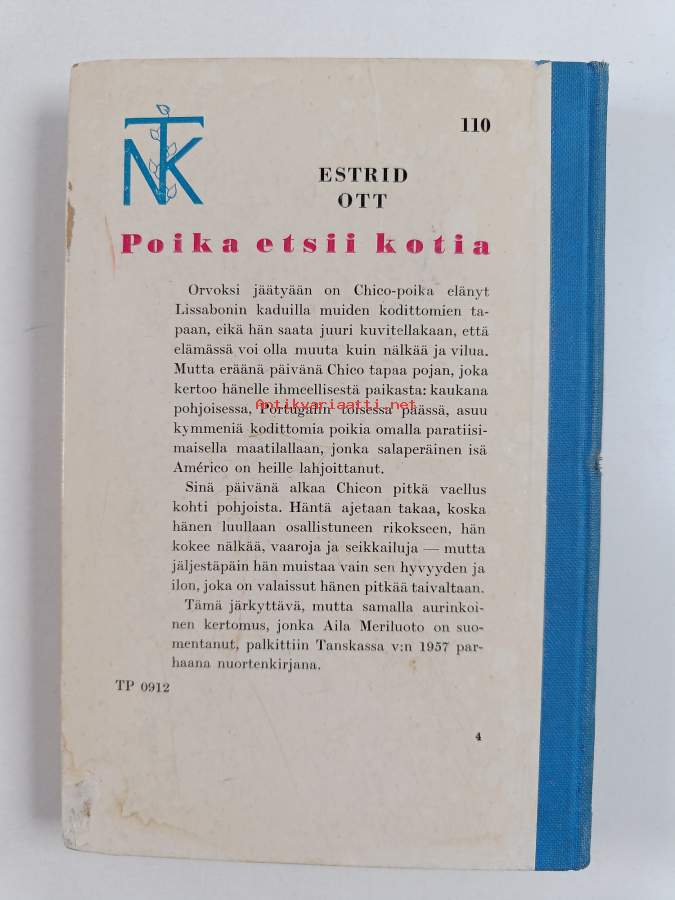 NTK
110
ESTRID
OTT
Poika etsii kotia
Orvoksi jäätyään on Chico-poika elänyt
Lissabonin kaduilla muiden kodittomien ta-
paan, eikä hän saata juuri kuvitellakaan, että
elämässä voi olla muuta kuin nälkää ja vilua.
Mutta eräänä päivänä Chico tapaa pojan, joka
kertoo hänelle ihmeellisestä paikasta: kaukana
Antikvariaatti.net
pohjoisessa, Portugalin toisessa päässä, asuu
kymmeniä kodittomia poikia omalla paratiisi-
maisella maatilallaan, jonka salaperäinen isä
Américo on heille lahjoittanut.
Sinä päivänä alkaa Chicon pitkä vaellus
kohti pohjoista. Häntä ajetaan takaa, koska
hänen luullaan osallistuneen rikokseen, hän
kokee nälkää, vaaroja ja seikkailuja — mutta
jäljestäpäin hän muistaa vain sen hyvyyden ja
ilon, joka on valaissut hänen pitkää taivaltaan.
Tämä järkyttävä, mutta samalla aurinkoi-
nen kertomus, jonka Aila Meriluoto on suo-
mentanut, palkittiin Tanskassa v:n 1957 par-
haana nuortenkirjana.
TP 0912
4